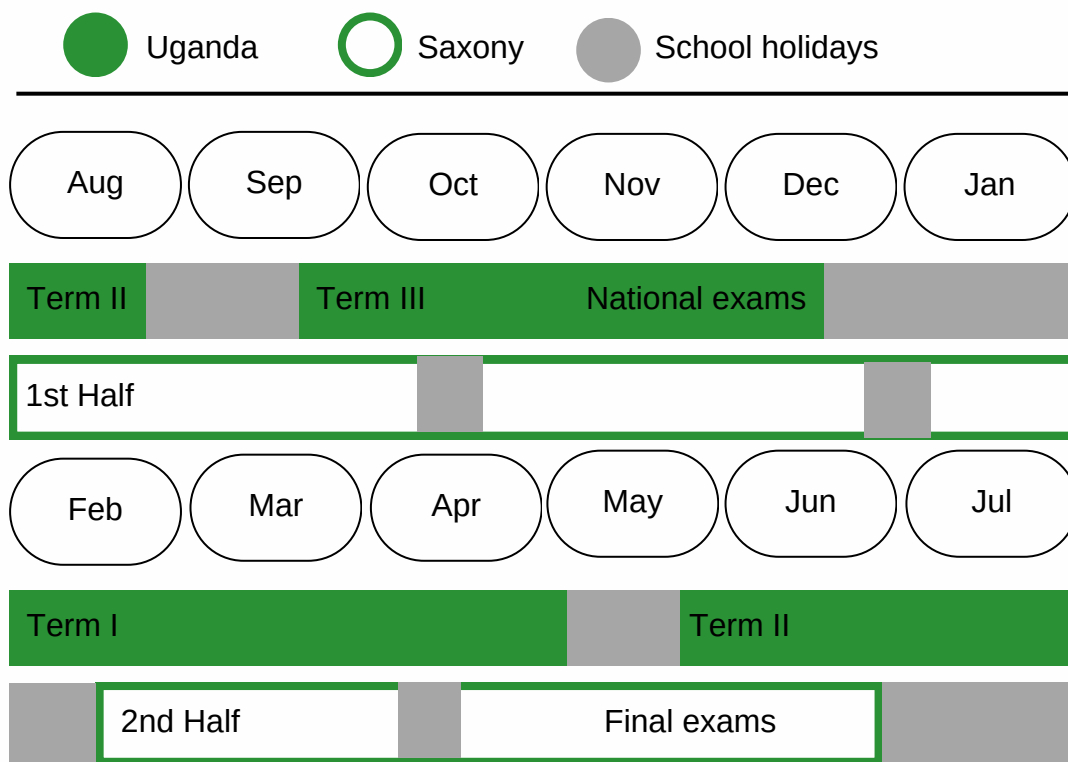 Uganda Saxony School holidays
Aug Sep Oct Nov Dec Jan
Term II Term III National exams
1st Half
Feb Mar Apr May Jun Jul
Term I Term II
2nd Half Final exams